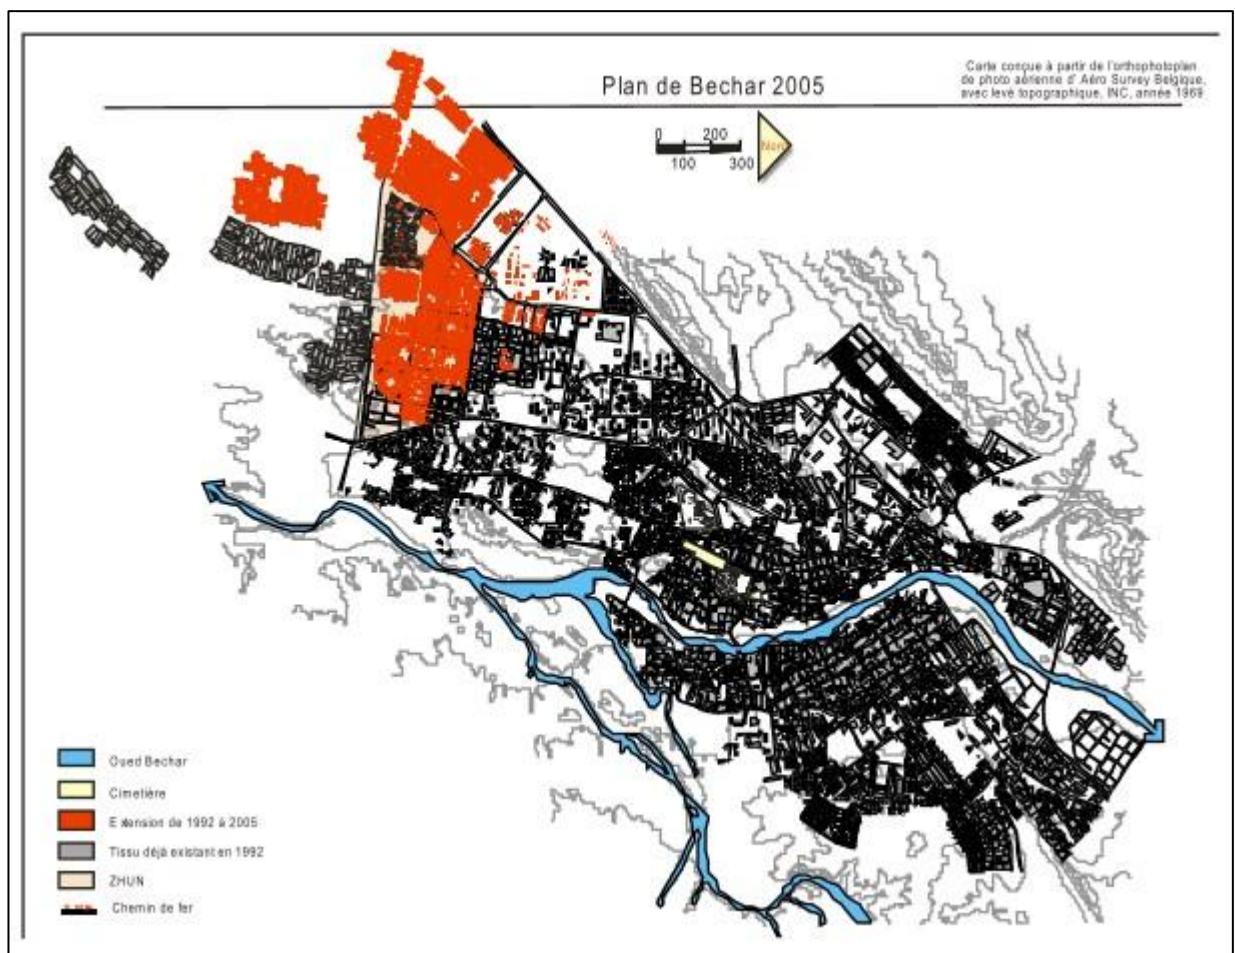 Plan de Bechar 2005
Carte conçue à partir de l'orthophotoplan
de photo aérienne d' Aéro Survey Belgique,
avec levé topographique, INC, année 1969
0 200
100 300
Nord
Oued Bechar
Cimetière
Extension de 1992 à 2005
Tissu déjà existant en 1992
ZHUN
Chemin de fer